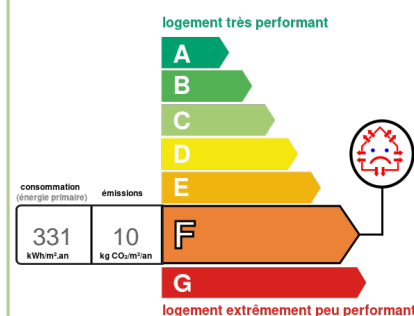 logement très performant
A
B
C
D
E
consommation
(énergie primaire)
émissions
331
10
kWh/m².an
kg CO₂/m²/an
F
G
logement extrêmement peu performant